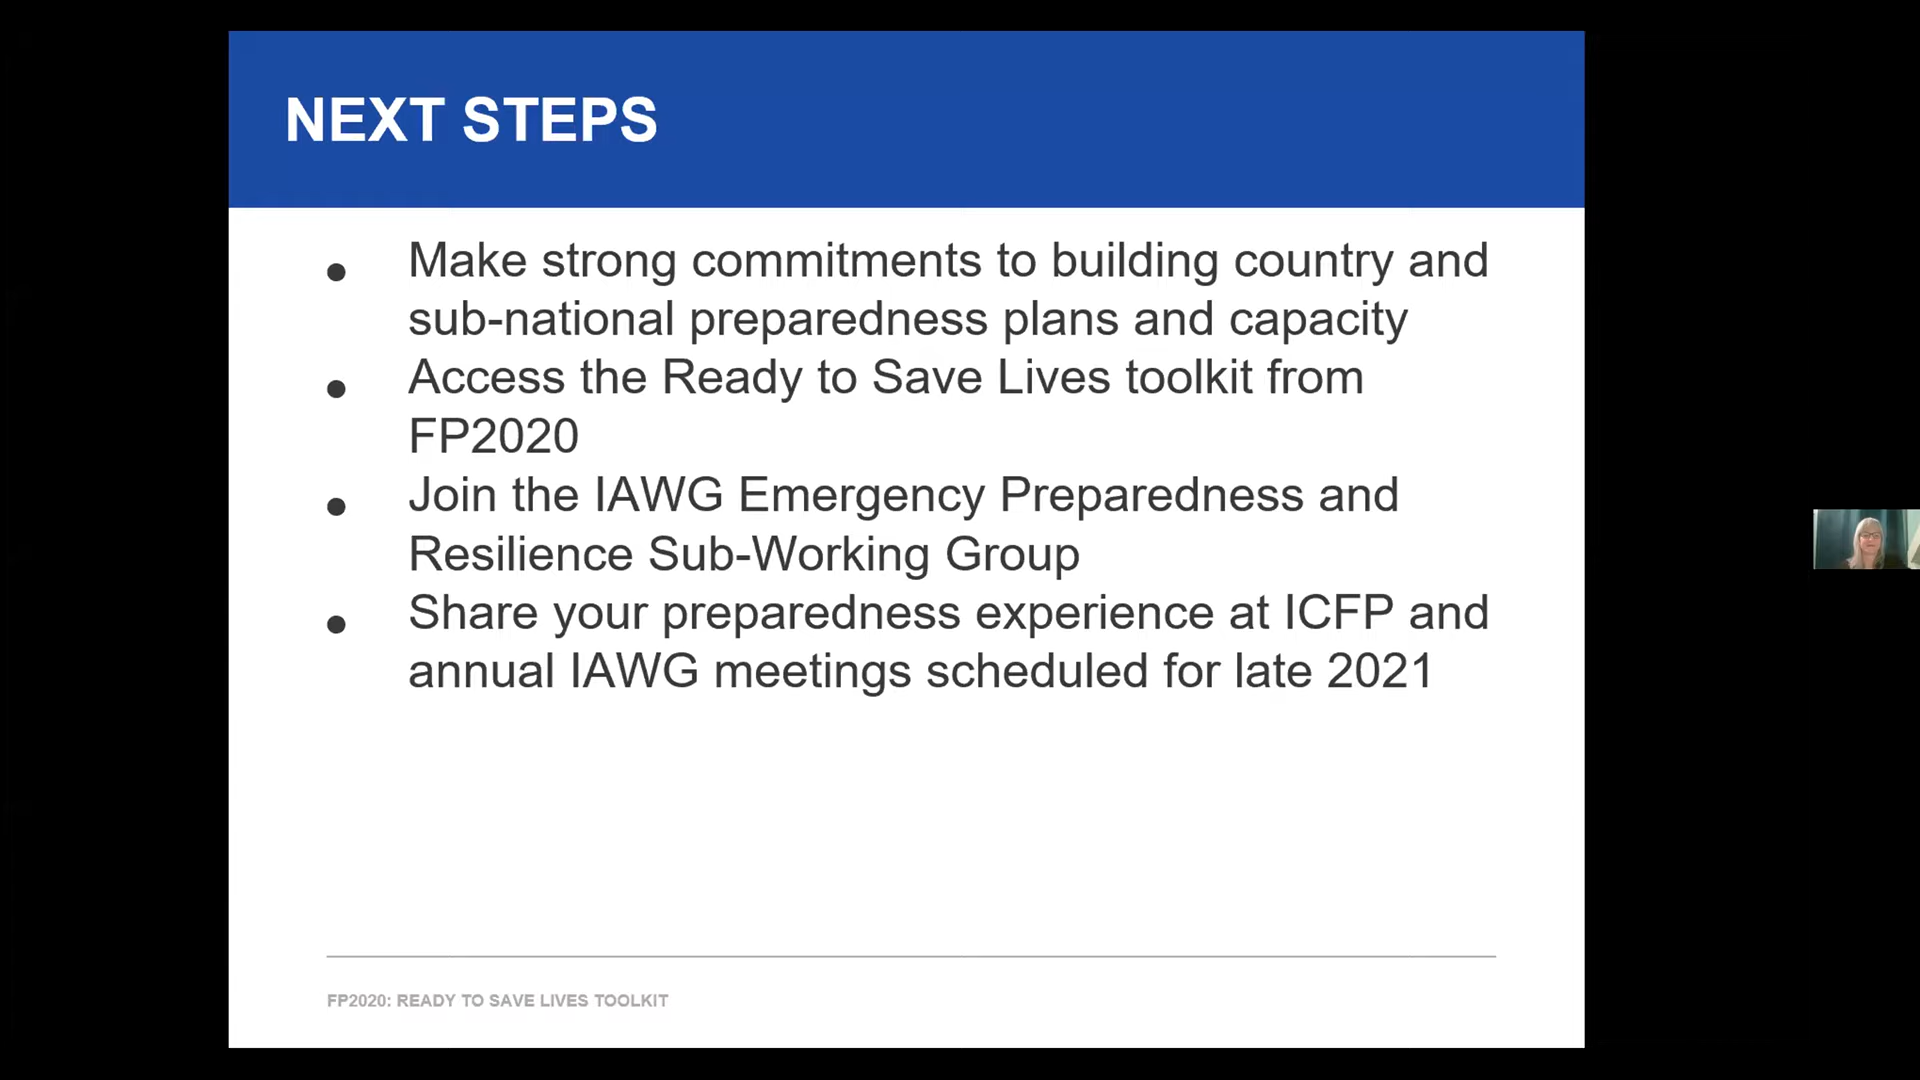 NEXT STEPS
● Make strong commitments to building country and
sub-national preparedness plans and capacity
● Access the Ready to Save Lives toolkit from
FP2020
● Join the IAWG Emergency Preparedness and
Resilience Sub-Working Group
● Share your preparedness experience at ICFP and
annual IAWG meetings scheduled for late 2021
FP2020: READY TO SAVE LIVES TOOLKIT